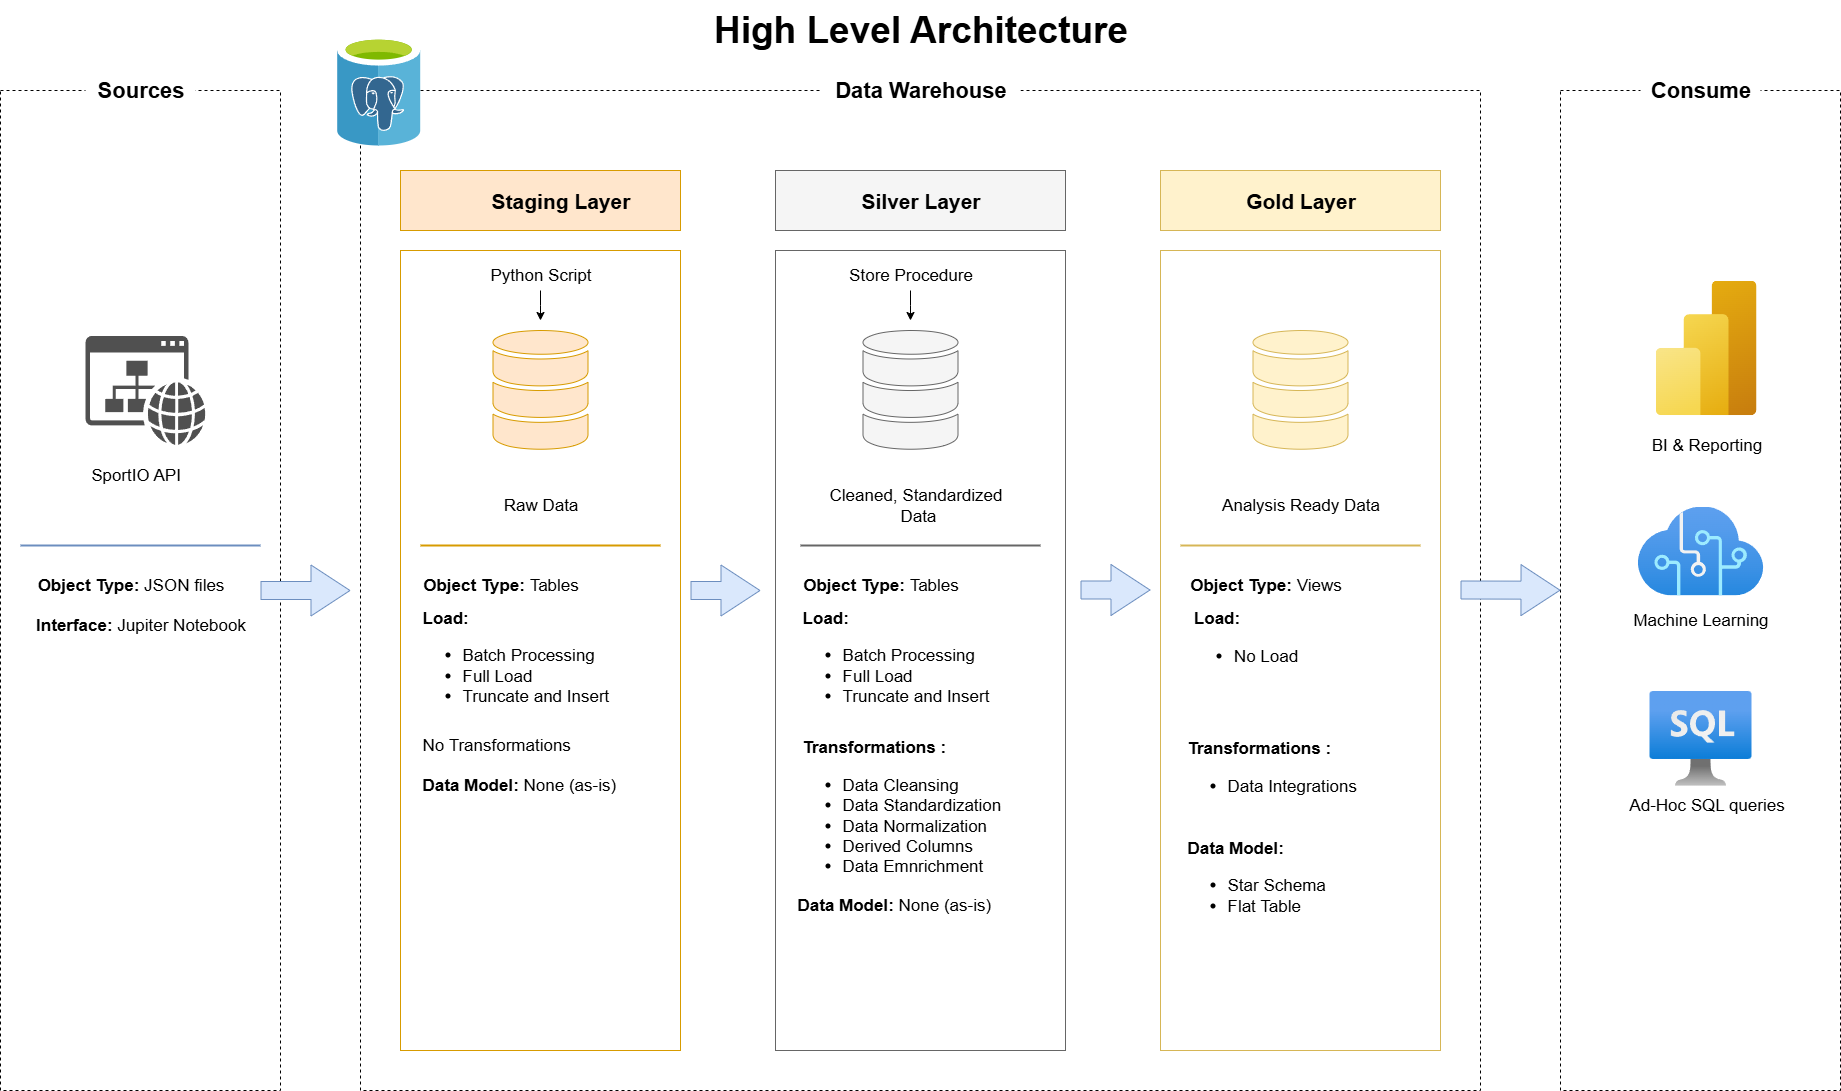 High Level Architecture
Sources
Data Warehouse
Consume
SportIO API
Object Type: JSON files
Interface: Jupiter Notebook
Staging Layer
Python Script
Raw Data
Object Type: Tables
Load:
• Batch Processing
• Full Load
• Truncate and Insert
No Transformations
Data Model: None (as-is)
Silver Layer
Store Procedure
Cleaned, Standardized
Data
Object Type: Tables
Load:
• Batch Processing
• Full Load
• Truncate and Insert
Transformations :
• Data Cleansing
• Data Standardization
• Data Normalization
• Derived Columns
• Data Emnrichment
Data Model: None (as-is)
Gold Layer
Analysis Ready Data
Object Type: Views
Load:
• No Load
Transformations :
• Data Integrations
Data Model:
• Star Schema
• Flat Table
BI & Reporting
Machine Learning
SQL
Ad-Hoc SQL queries